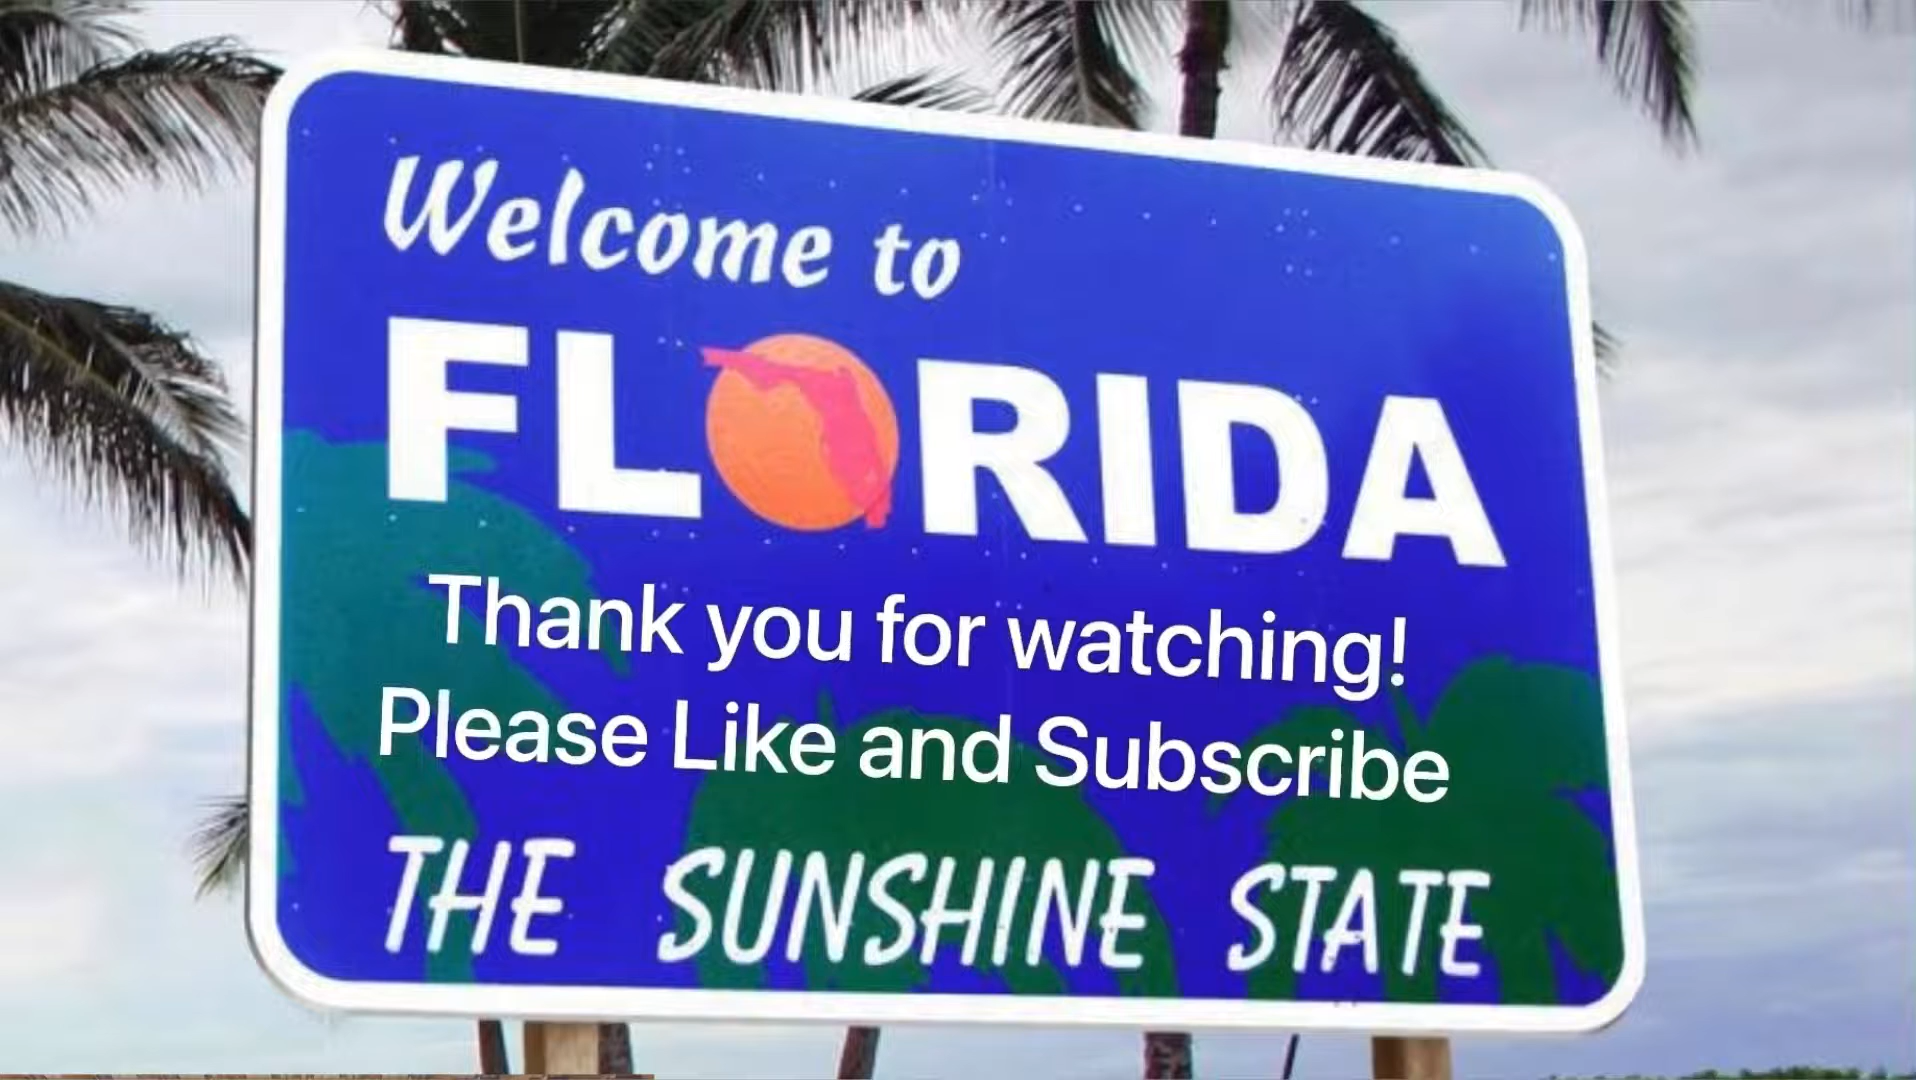 Welcome to
FLORIDA
Thank you for watching!
Please Like and Subscribe
THE SUNSHINE STATE